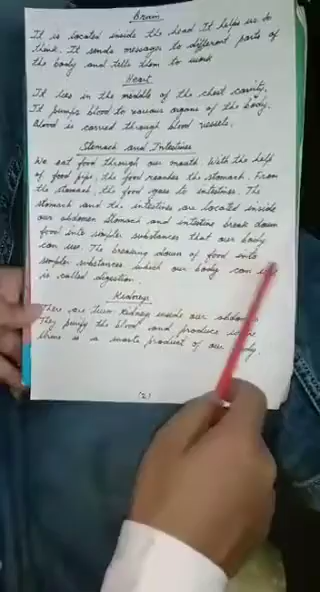 Brain
It is located inside the head It helps us to
think. It sends messages to different parts of
the body and tells them to work
Heart
It lies in the middle of the chest cavity.
It pumps blood to various organs of the body.
Blood is carried through blood vessels.
Stomach and Intestines
We eat food through our mouth. With the help
of food pipe the food reaches the stomach. From
the stomach, the food goes to intestines. The
stomach and the intestines are located inside
our abdomen Stomach and intestine break down
food into simpler substances that our body
can use. The breaking down of food into
simpler substances which our body can use
is called digestion.
Kidneys
There are two Kidney inside our
They purify the blood and produce
Urine is a waste product of our body.
(2)